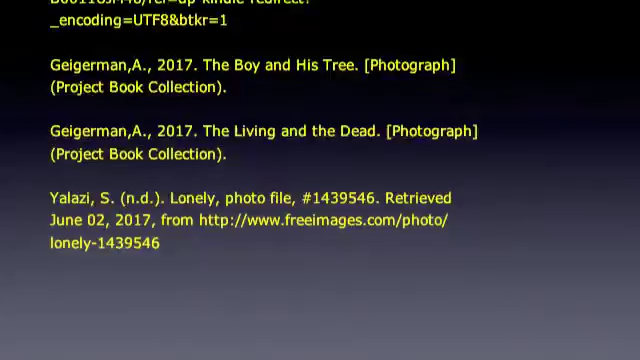 _encoding=UTF8&btkr=1
Geigerman,A., 2017. The Boy and His Tree. [Photograph]
(Project Book Collection).
Geigerman,A., 2017. The Living and the Dead. [Photograph]
(Project Book Collection).
Yalazi, S. (n.d.). Lonely, photo file, #1439546. Retrieved
June 02, 2017, from http://www.freeimages.com/photo/
lonely-1439546